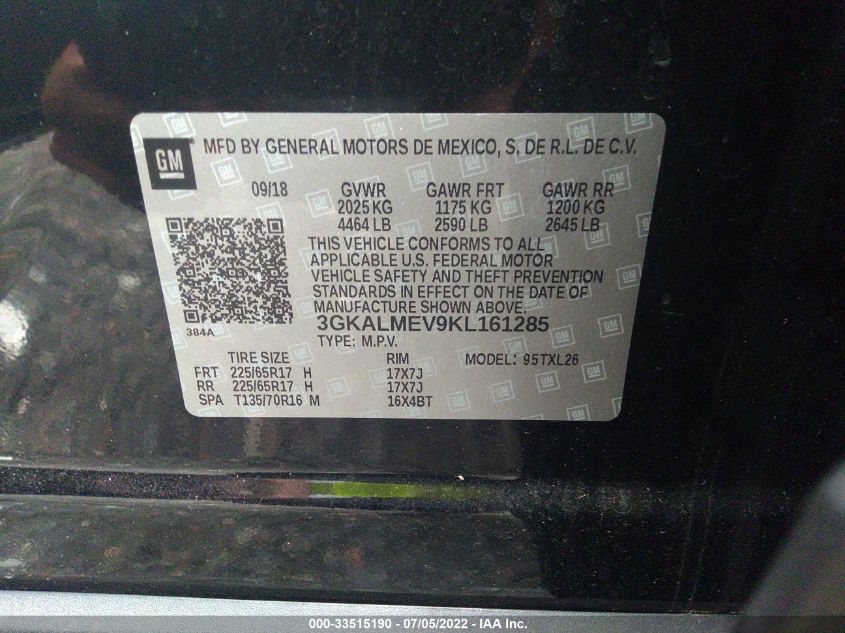 GM
MFD BY GENERAL MOTORS DE MEXICO, S. DE R.L. DE C.V.
09/18 GVWR GAWR FRT GAWR RR
2025 KG 1175 KG 1200 KG
4464 LB 2590 LB 2645 LB
THIS VEHICLE CONFORMS TO ALL
APPLICABLE U.S. FEDERAL MOTOR
VEHICLE SAFETY AND THEFT PREVENTION
STANDARDS IN EFFECT ON THE DATE OF
MANUFACTURE SHOWN ABOVE.
384A 3GKALMEV9KL161285
TYPE: M.P.V.
TIRE SIZE RIM MODEL: 95TXL26
FRT 225/65R17 H 17X7J
RR 225/65R17 H 17X7J
SPA T135/70R16 M 16X4BT
000-33515190 - 07/05/2022 - IAA Inc.